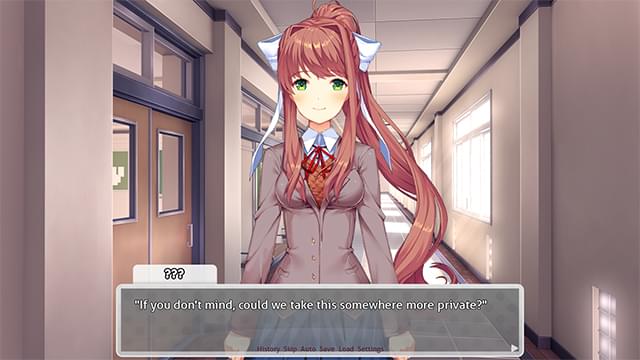 ???
"If you don't mind, could we take this somewhere more private?"
History Skip Auto Save Load Settings